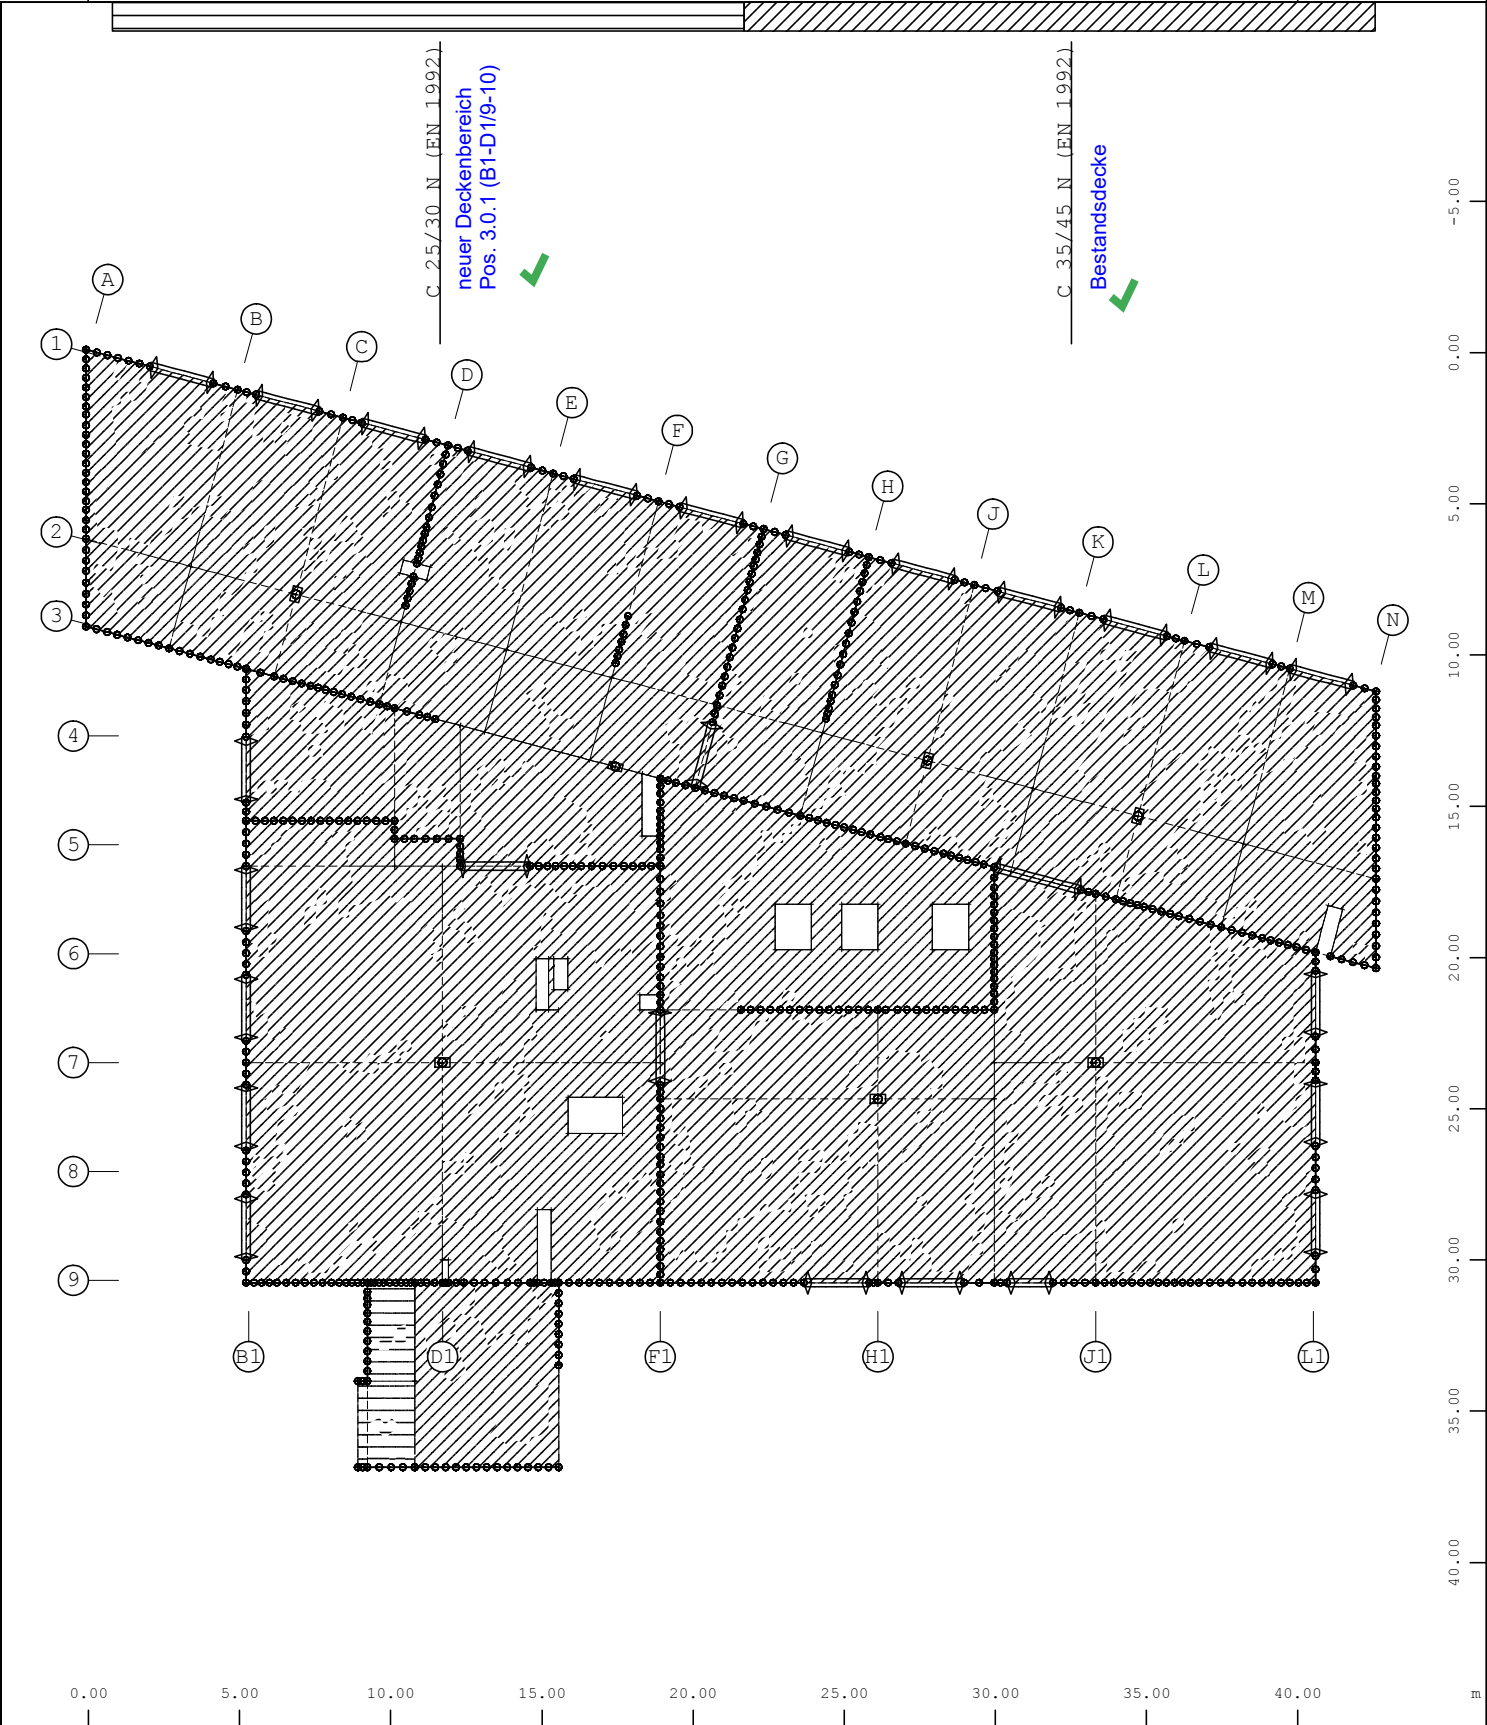 C 25/30 N (EN 1992)
neuer Deckenbereich
Pos. 3.0.1 (B1-D1/9-10)
C 35/45 N (EN 1992)
Bestandsdecke
-5.00
0.00
5.00
10.00
15.00
20.00
25.00
30.00
35.00
40.00
A
B
C
D
E
F
G
H
J
K
L
M
N
1
2
3
4
5
6
7
8
9
B1
D1
F1
H1
J1
L1
0.00
5.00
10.00
15.00
20.00
25.00
30.00
35.00
40.00
m